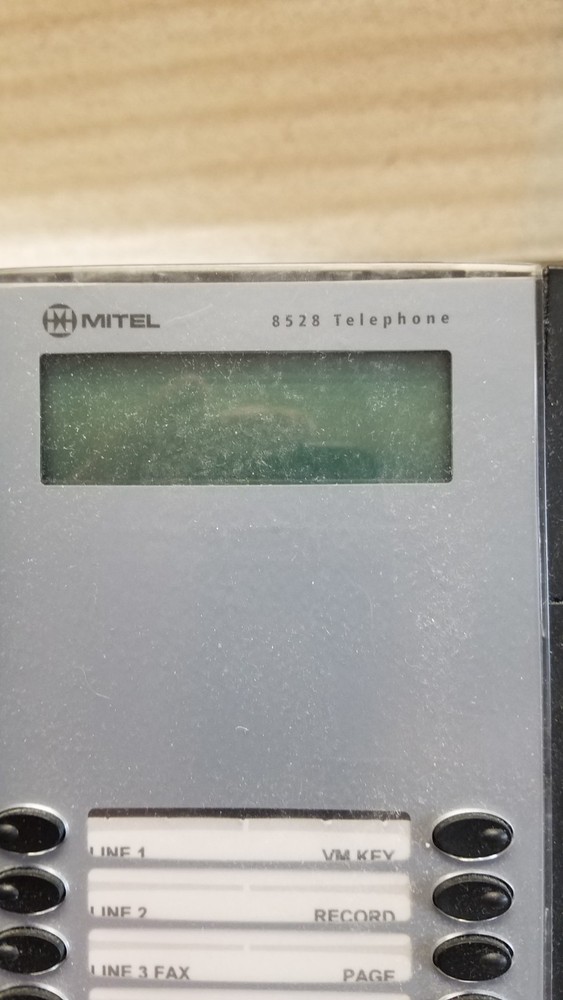 MITEL 8528 Telephone
LINE 1 VM KEY
LINE 2 RECORD
LINE 3 FAX PAGE